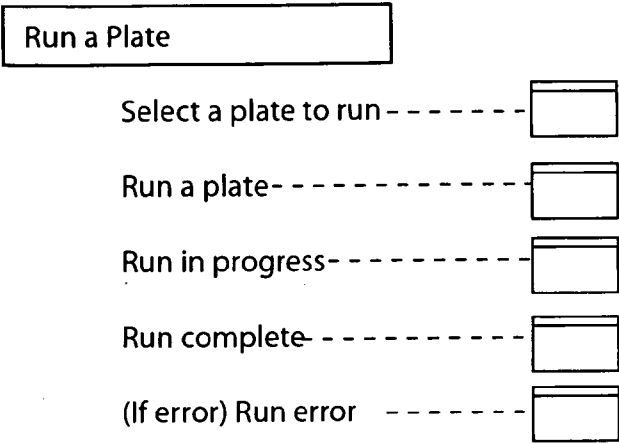 Run a Plate
Select a plate to run
Run a plate
Run in progress
Run complete
(If error) Run error